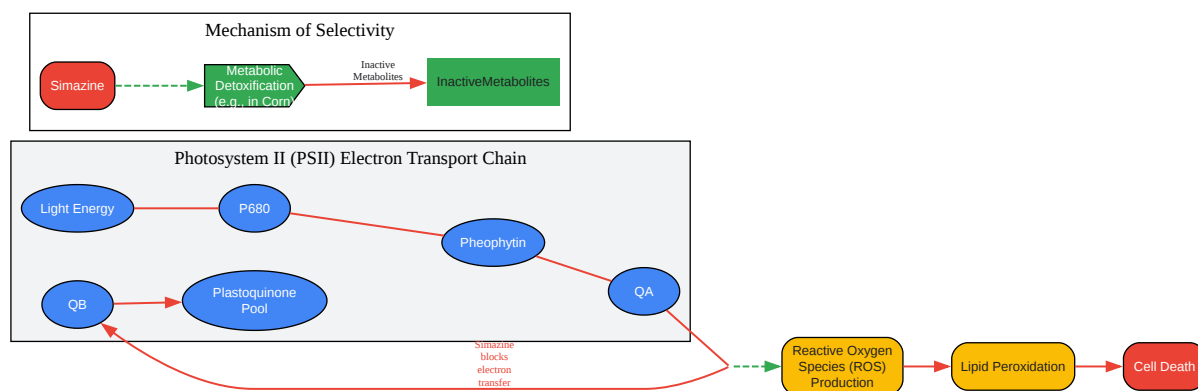 Mechanism of Selectivity
Simazine
Metabolic
Detoxification
(e.g., in Corn)
Inactive
Metabolites
InactiveMetabolites
Photosystem II (PSII) Electron Transport Chain
Light Energy
P680
Pheophytin
QA
QB
Plastoquinone
Pool
Simazine
blocks
electron
transfer
Reactive Oxygen
Species (ROS)
Production
Lipid Peroxidation
Cell Death